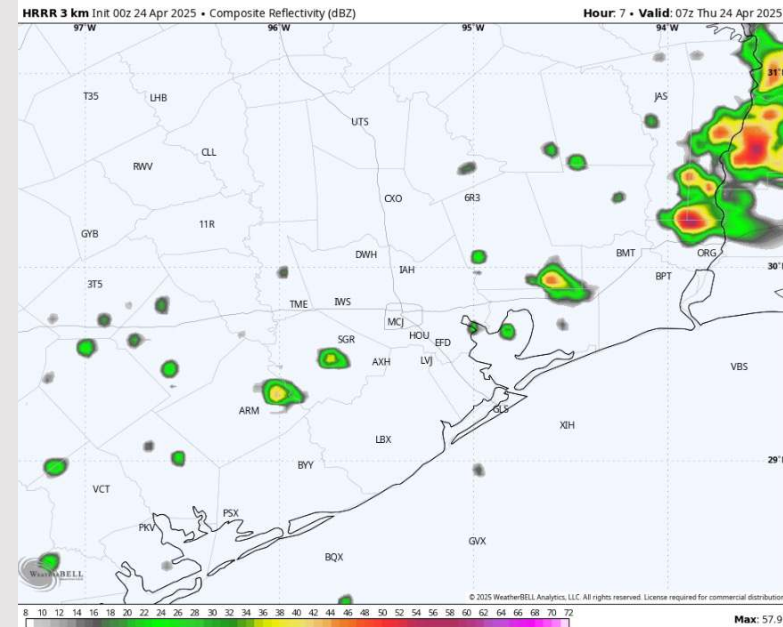 HRRR 3 km Init 00z 24 Apr 2025 • Composite Reflectivity (dBZ)
Hour: 7 • Valid: 07z Thu 24 Apr 2025
97°W 96°W 95°W 94°W
31°
T35 LHB JAS
UTS
CLL
RWV
CXO 6R3
11R
GYB
DWH BMT ORG
IAH 30°
3T5 BPT
TME IWS
MCJ
SGR HOU EFD
AXH LVJ VBS
ARM GLS
XIH
LBX
BYY 29°
VCT
PSX
PKV
GVX
BQX
WEATHERBELL
© 2025 WeatherBELL Analytics, LLC. All rights reserved. License required for commercial distribution
8 10 12 14 16 18 20 22 24 26 28 30 32 34 36 38 40 42 44 46 48 50 52 54 56 58 60 62 64 66 68 70 72
Max: 57.9